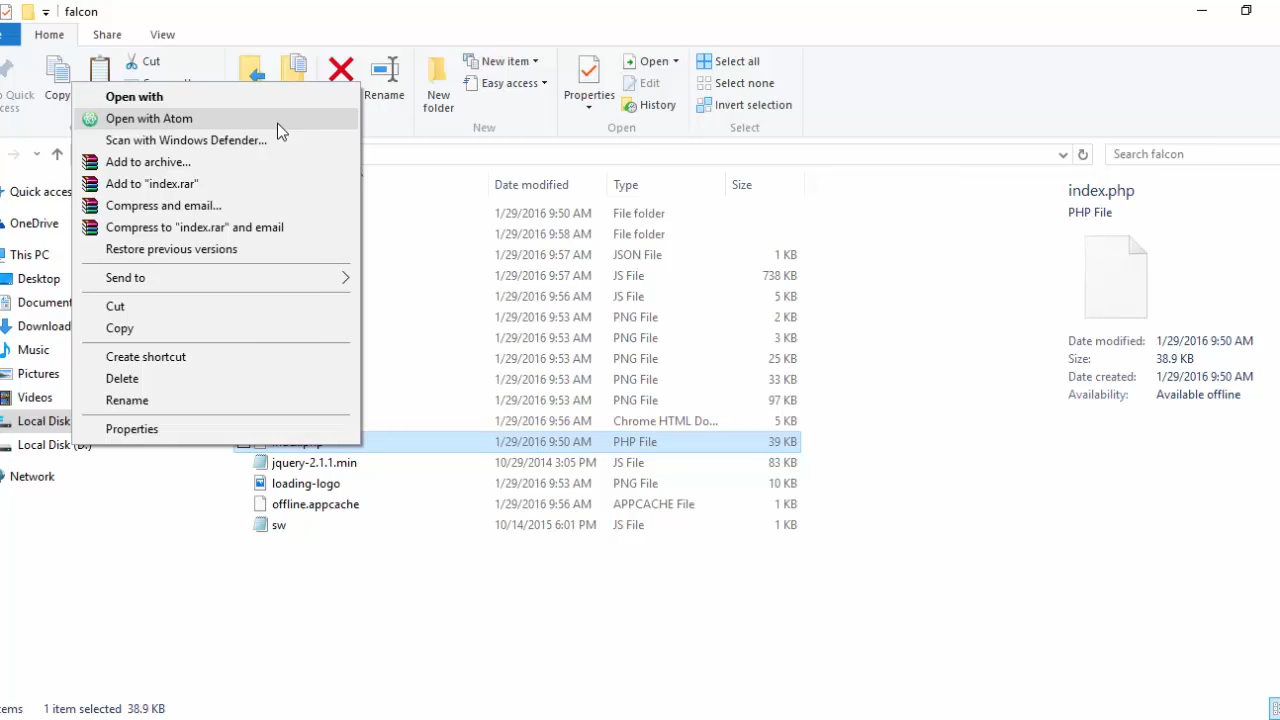 falcon
Home Share View
Cut
New item
Open
Select all
Easy access
Edit
Select none
Copy
Rename
New folder
Properties
History
Invert selection
New
Open
Select
Open with
Open with Atom
Scan with Windows Defender...
Add to archive...
Add to "index.rar"
Compress and email...
Compress to "index.rar" and email
Restore previous versions
Send to
Cut
Copy
Create shortcut
Delete
Rename
Properties
Search falcon
Quick acces
OneDrive
This PC
Desktop
Document
Download
Music
Pictures
Videos
Local Disk
Local Disk (D:)
Network
Date modified Type Size
1/29/2016 9:50 AM File folder
1/29/2016 9:58 AM File folder
1/29/2016 9:57 AM JSON File 1 KB
1/29/2016 9:57 AM JS File 738 KB
1/29/2016 9:56 AM JS File 5 KB
1/29/2016 9:53 AM PNG File 2 KB
1/29/2016 9:53 AM PNG File 3 KB
1/29/2016 9:53 AM PNG File 25 KB
1/29/2016 9:53 AM PNG File 33 KB
1/29/2016 9:53 AM PNG File 97 KB
1/29/2016 9:56 AM Chrome HTML Do... 5 KB
index.php 1/29/2016 9:50 AM PHP File 39 KB
jquery-2.1.1.min 10/29/2014 3:05 PM JS File 83 KB
loading-logo 1/29/2016 9:53 AM PNG File 10 KB
offline.appcache 1/29/2016 9:56 AM APPCACHE File 1 KB
sw 10/14/2015 6:01 PM JS File 1 KB
index.php
PHP File
Date modified: 1/29/2016 9:50 AM
Size: 38.9 KB
Date created: 1/29/2016 9:50 AM
Availability: Available offline
ems 1 item selected 38.9 KB